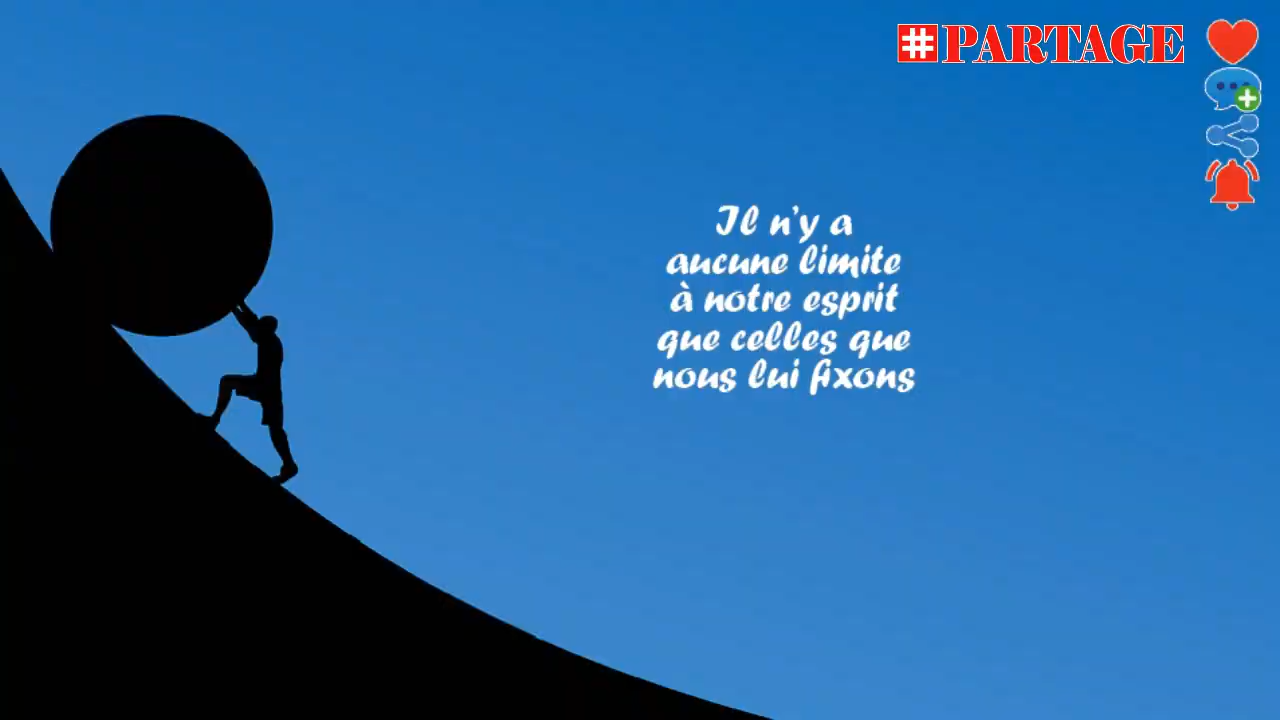 #PARTAGE
Il n'y a
aucune limite
à notre esprit
que celles que
nous lui fixons